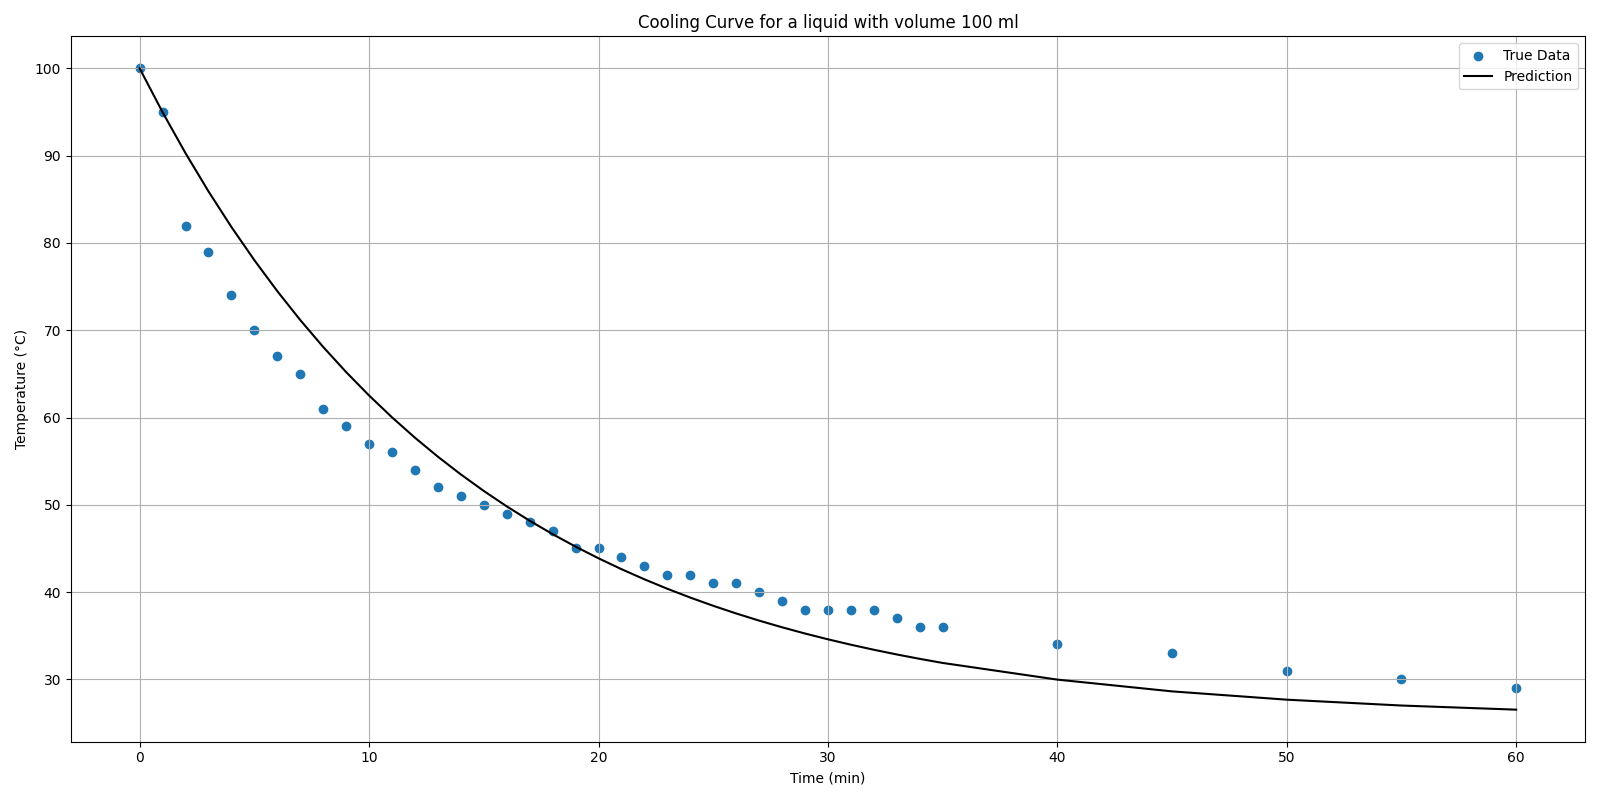 Cooling Curve for a liquid with volume 100 ml
True Data
Prediction
Temperature (°C)
100
90
80
70
60
50
40
30
0 10 20 30 40 50 60
Time (min)